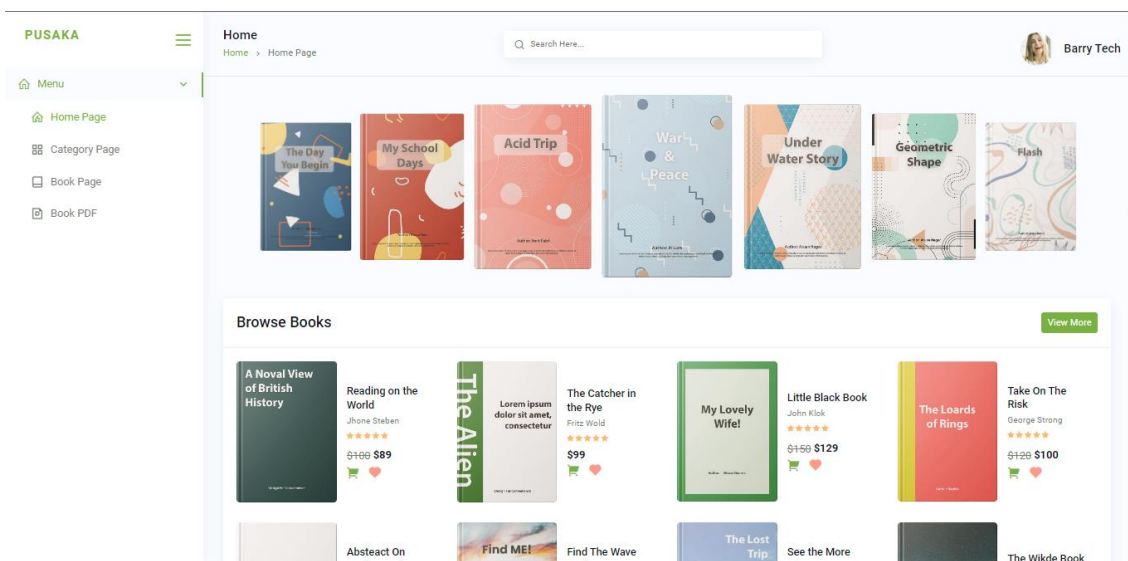 PUSAKA
Menu
Home Page
Category Page
Book Page
Book PDF
Home
Home > Home Page
Search Here...
Barry Tech
The Day
You Begin
My School
Days
Acid Trip
War
&
Peace
Under
Water Story
Geometric
Shape
Flash
Browse Books
View More
A Noval View
of British
History
Reading on the
World
Jhone Steben
$100 $89
The Alien
Lorem ipsum
dolor sit amet,
consectetur
The Catcher in
the Rye
Fritz Wold
$99
My Lovely
Wife!
Little Black Book
John Klok
$150 $129
The Loards
of Rings
Take On The
Risk
George Strong
$120 $100
Absteact On
Find ME!
Find The Wave
The Lost
Trip
See the More
The Wikde Book